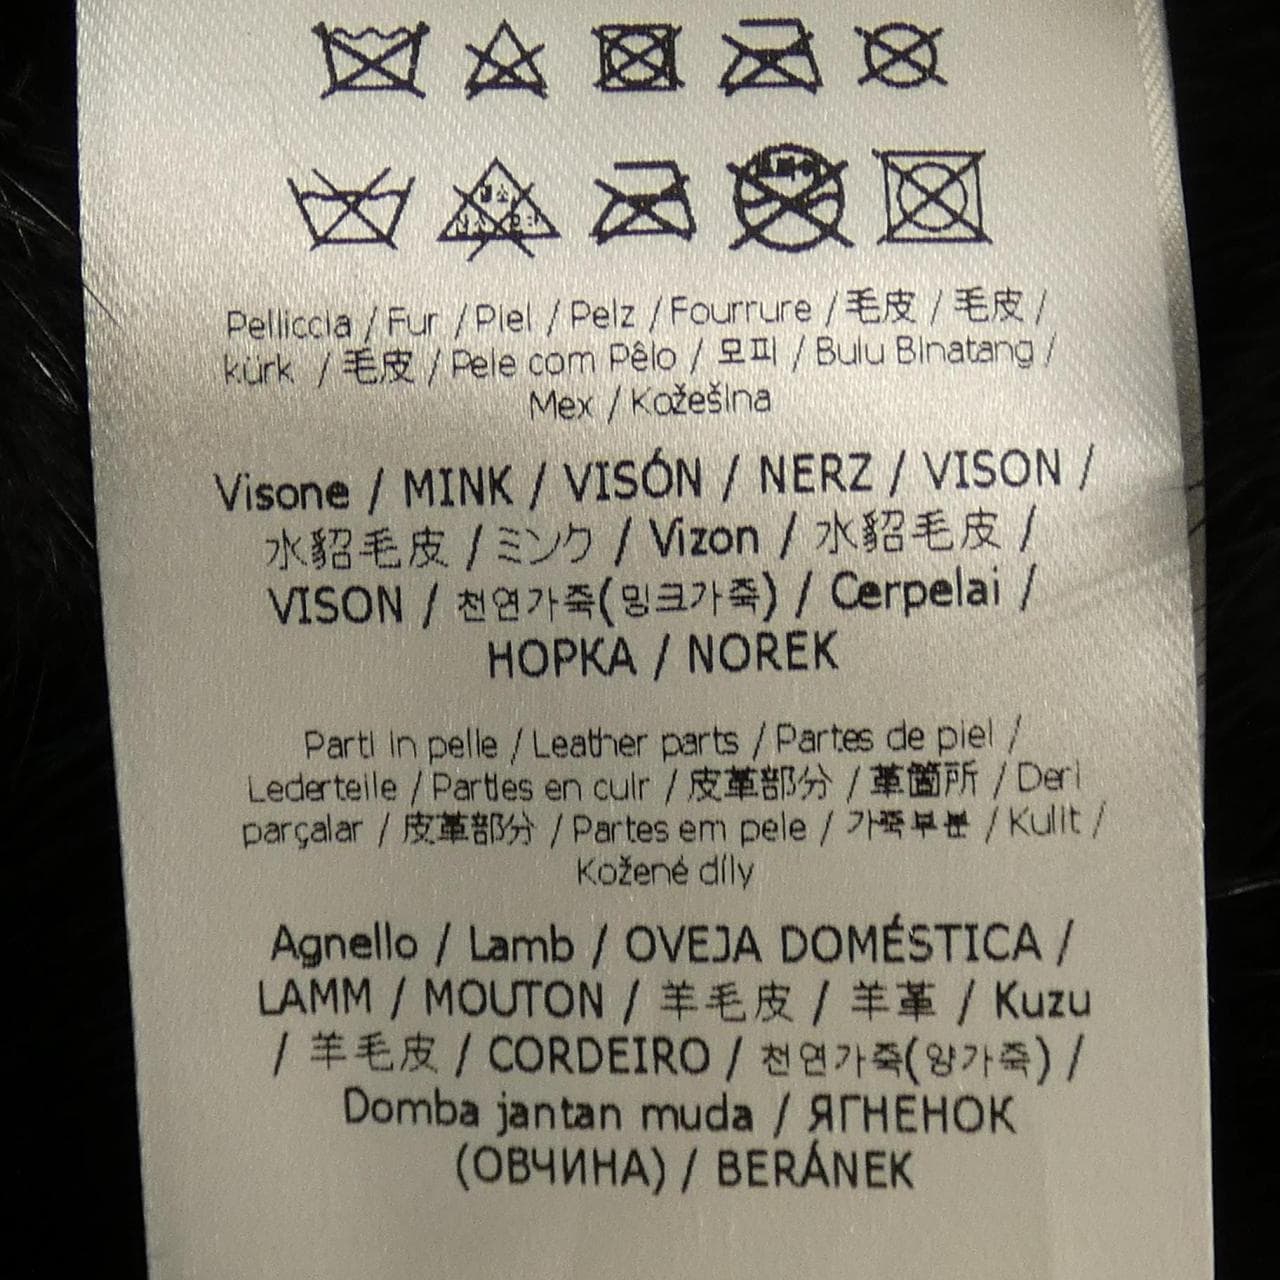 Pelliccia / Fur / Piel / Pelz / Fourrure / 毛皮 / 毛皮 /
kürk / 毛皮 / Pele com Pêlo / 모피 / Bulu Binatang /
Mex / Kožešina
Visone / MINK / VISÓN / NERZ / VISON /
水貂毛皮 / ミンク / Vizon / 水貂毛皮 /
VISON / 천연가죽(밍크가죽) / Cerpelai /
НОРКА / NOREK
Parti in pelle / Leather parts / Partes de piel /
Lederteile / Parties en cuir / 皮革部分 / 革箇所 / Deri
parçalar / 皮革部分 / Partes em pele / 가죽부분 / Kulit /
Kožené díly
Agnello / Lamb / OVEJA DOMÉSTICA /
LAMM / MOUTON / 羊毛皮 / 羊革 / Kuzu
/ 羊毛皮 / CORDEIRO / 천연가죽(양가죽) /
Domba jantan muda / ЯГНЕНОК
(ОВЧИНА) / BERÁNEK